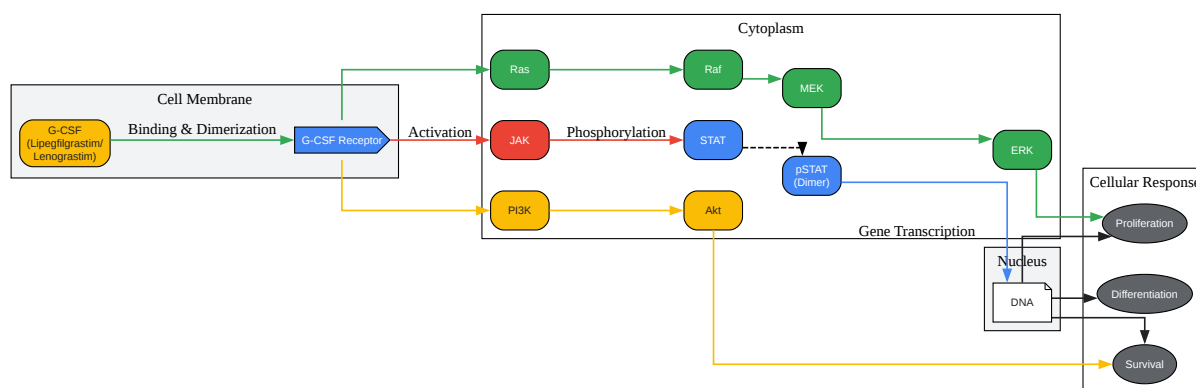 Cytoplasm
Ras
Raf
MEK
Cell Membrane
G-CSF
(Lipegfilgrastim/
Lenograstim)
Binding & Dimerization
G-CSF Receptor
Activation
JAK
Phosphorylation
STAT
ERK
pSTAT
(Dimer)
PI3K
Akt
Gene Transcription
Cellular Response
Proliferation
Nucleus
DNA
Differentiation
Survival